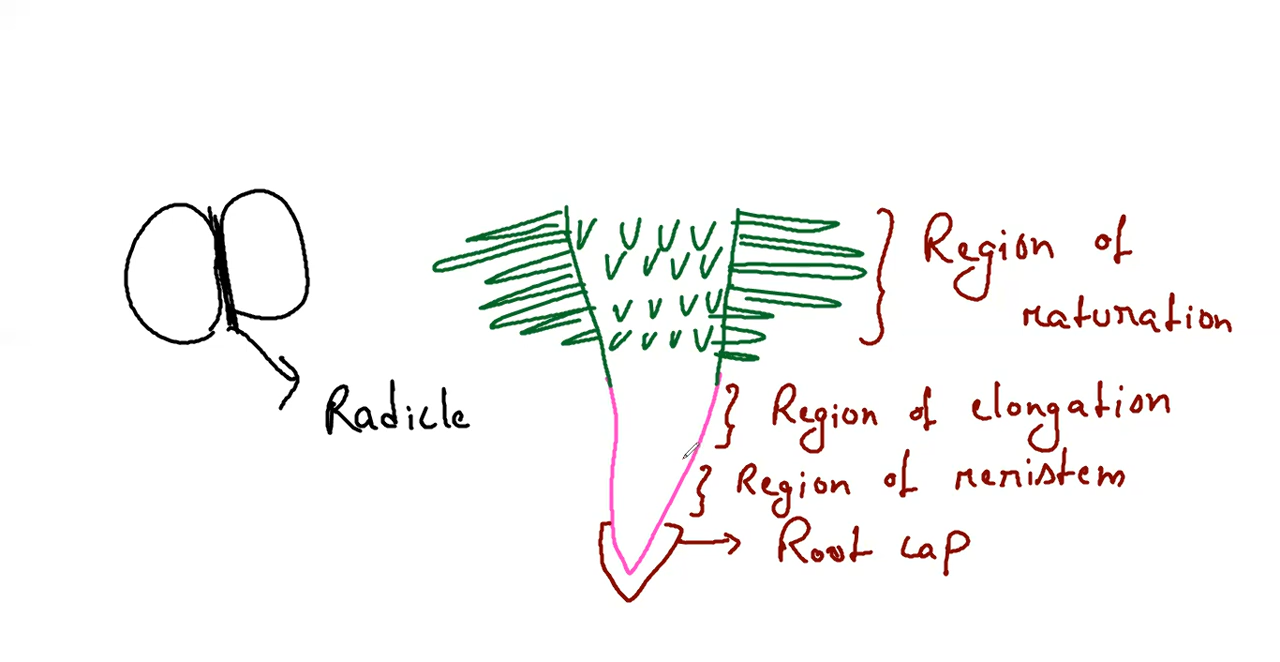 Region of
maturation
Radicle
Region of elongation
Region of meristem
Root cap